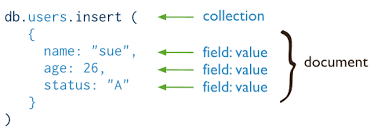 db.users.insert (
collection
{
name: "sue",
field: value
age: 26,
field: value
status: "A"
field: value
}
document
)